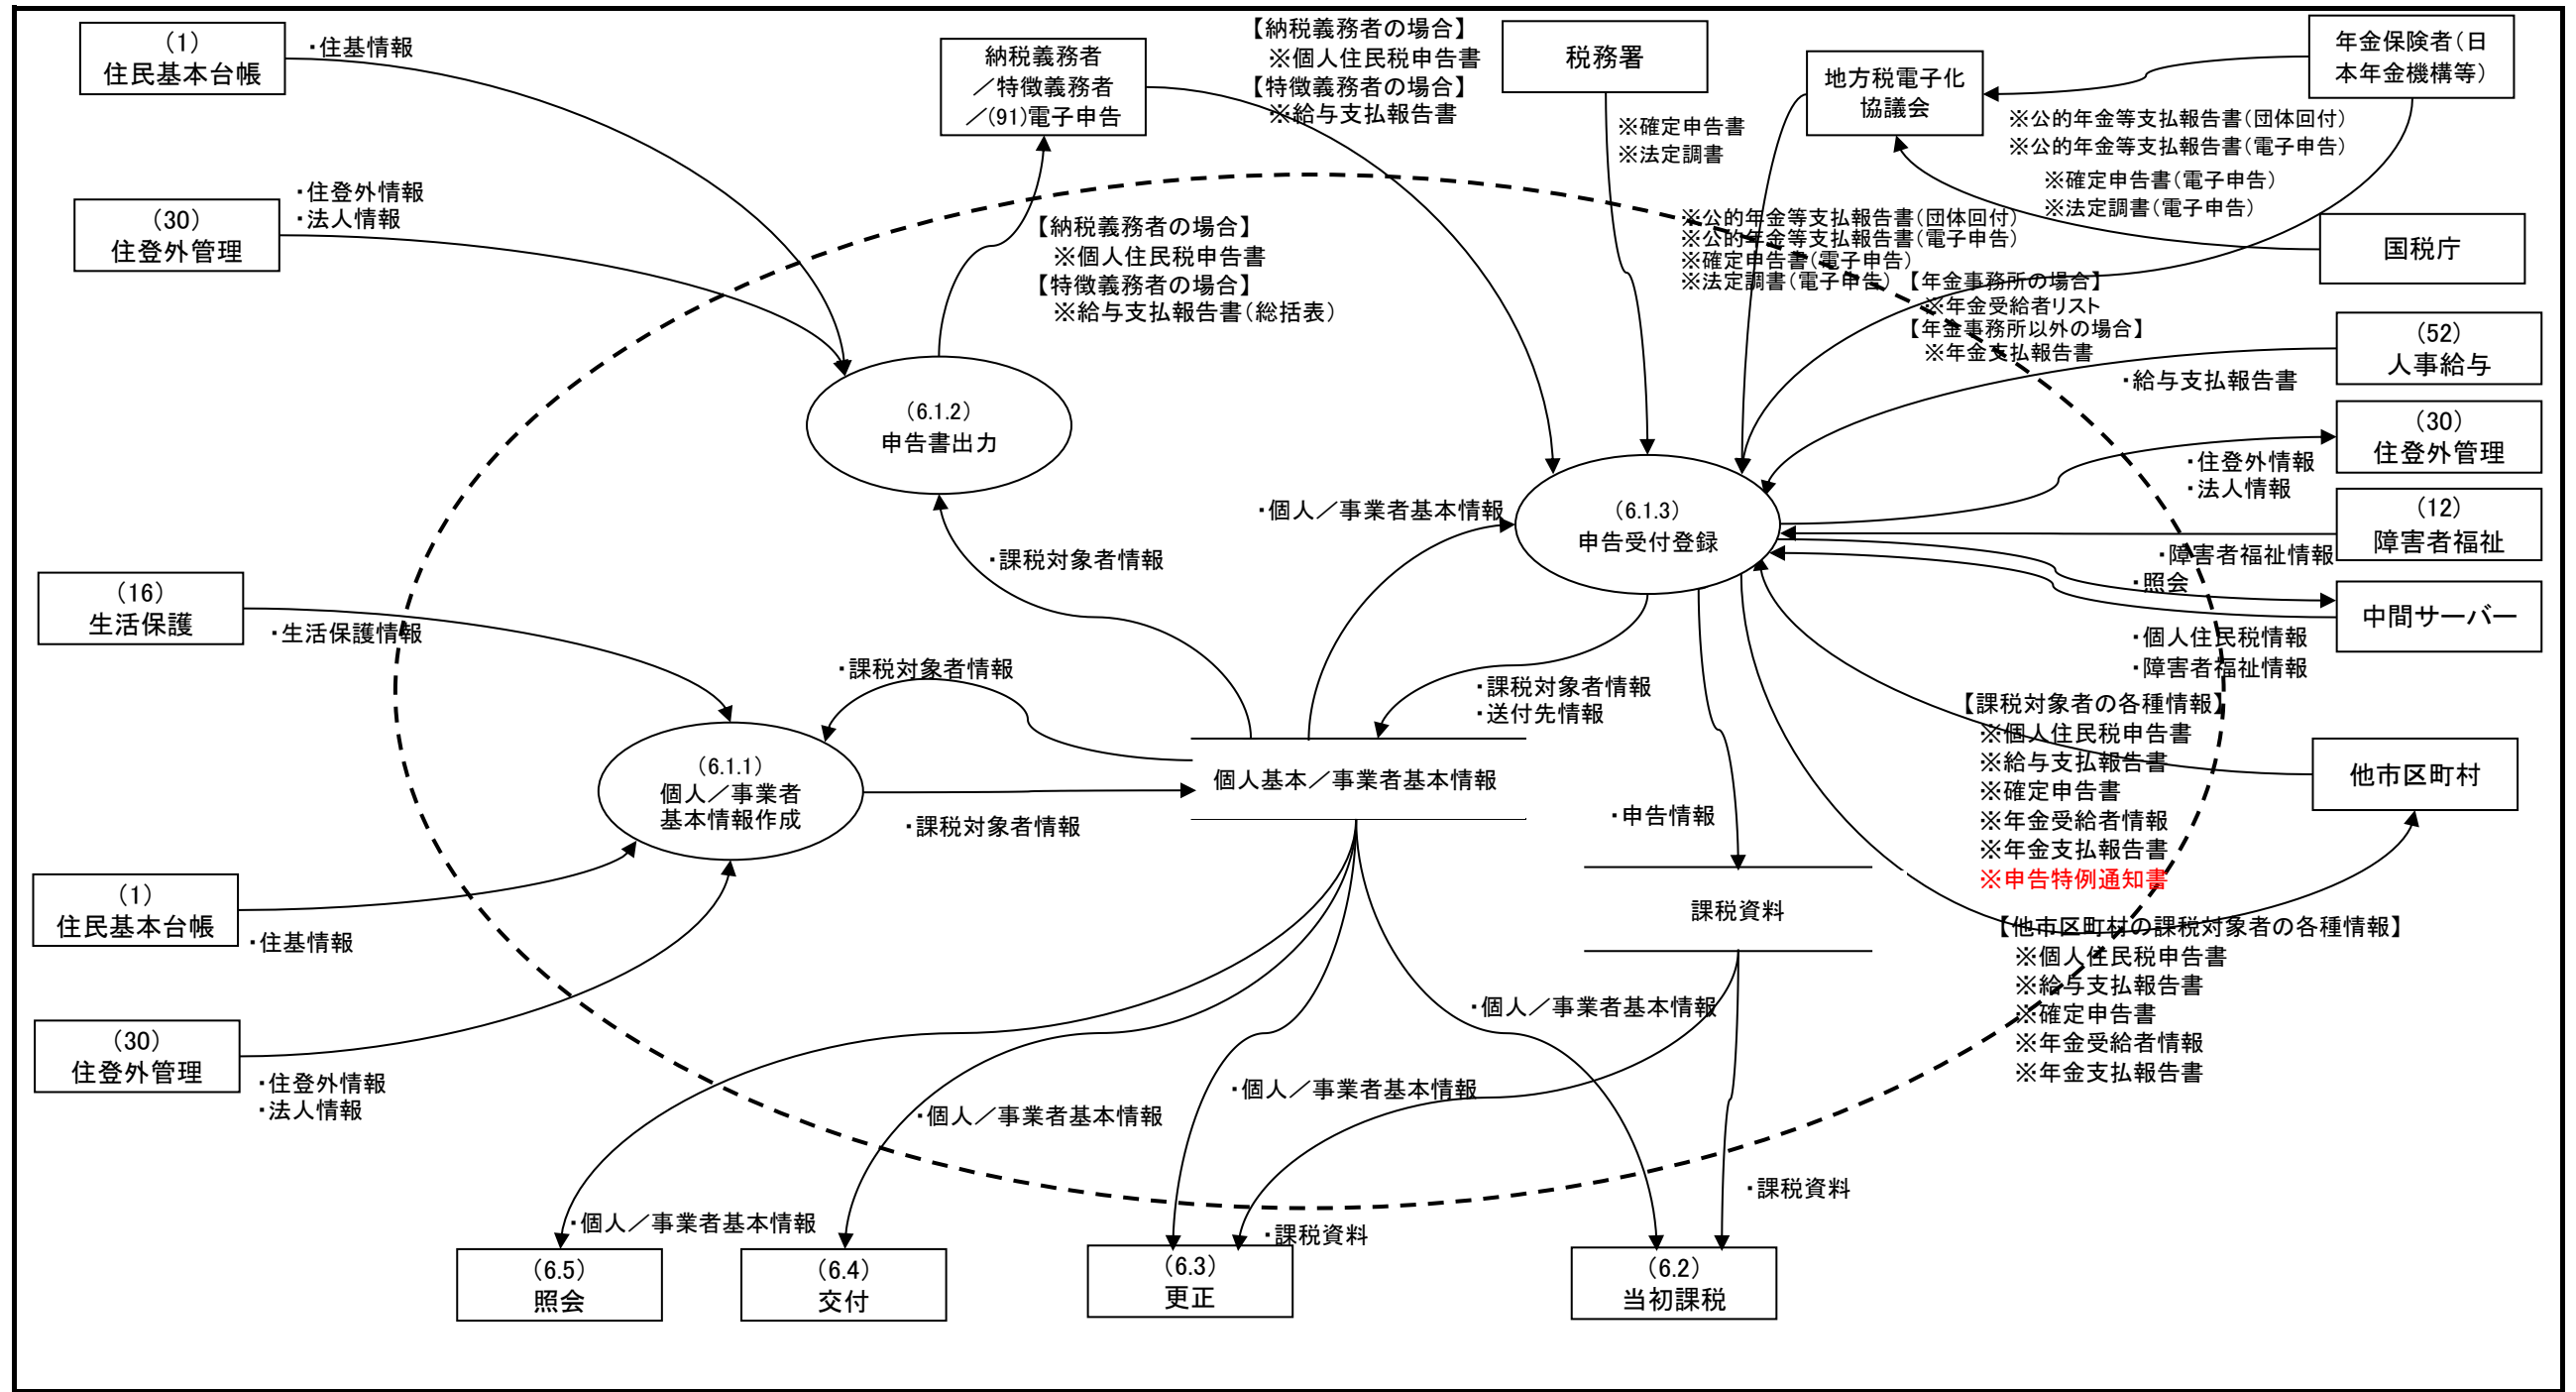 （1）
住民基本台帳
・住基情報
納税義務者
／特徴義務者
／(91)電子申告
【納税義務者の場合】
※個人住民税申告書
【特徴義務者の場合】
※給与支払報告書
税務署
※確定申告書
※法定調書
地方税電子化
協議会
年金保険者（日
本年金機構等）
※公的年金等支払報告書（団体回付）
※公的年金等支払報告書（電子申告）
※確定申告書（電子申告）
※法定調書（電子申告）
国税庁
（30）
住登外管理
・住登外情報
・法人情報
【納税義務者の場合】
※個人住民税申告書
【特徴義務者の場合】
※給与支払報告書（総括表）
※公的年金等支払報告書（団体回付）
※公的年金等支払報告書（電子申告）
※確定申告書（電子申告）
※法定調書（電子申告）
【年金事務所の場合】
※年金受給者リスト
【年金事務所以外の場合】
※年金支払報告書
（52）
人事給与
・給与支払報告書
（6.1.2）
申告書出力
（30）
住登外管理
・住登外情報
・法人情報
・個人／事業者基本情報
（6.1.3）
申告受付登録
（12）
障害者福祉
・障害者福祉情報
・照会
中間サーバー
・個人住民税情報
・障害者福祉情報
・課税対象者情報
（16）
生活保護
・生活保護情報
・課税対象者情報
・課税対象者情報
・送付先情報
【課税対象者の各種情報】
※個人住民税申告書
※給与支払報告書
※確定申告書
※年金受給者情報
※年金支払報告書
※申告特例通知書
他市区町村
（6.1.1）
個人／事業者
基本情報作成
・課税対象者情報
個人基本／事業者基本情報
・申告情報
課税資料
（1）
住民基本台帳
・住基情報
【他市区町村の課税対象者の各種情報】
※個人住民税申告書
※給与支払報告書
※確定申告書
※年金受給者情報
※年金支払報告書
（30）
住登外管理
・住登外情報
・法人情報
・個人／事業者基本情報
・個人／事業者基本情報
・個人／事業者基本情報
・個人／事業者基本情報
・課税資料
・課税資料
（6.5）
照会
（6.4）
交付
（6.3）
更正
（6.2）
当初課税